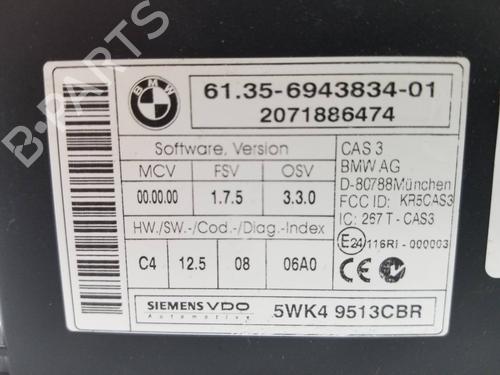 BMW
61.35-6943834-01
2071886474
Software, Version
MCV FSV OSV
00.00.00 1.7.5 3.3.0
HW./SW.-/Cod.-/Diag.-Index
C4 12.5 08 06A0
SIEMENS VDO
Automotive
CAS 3
BMW AG
D-80788München
FCC ID: KR5CAS3
IC: 267 T - CAS3
E24 116RI - 000003
CE
5WK4 9513CBR
B-PARTS